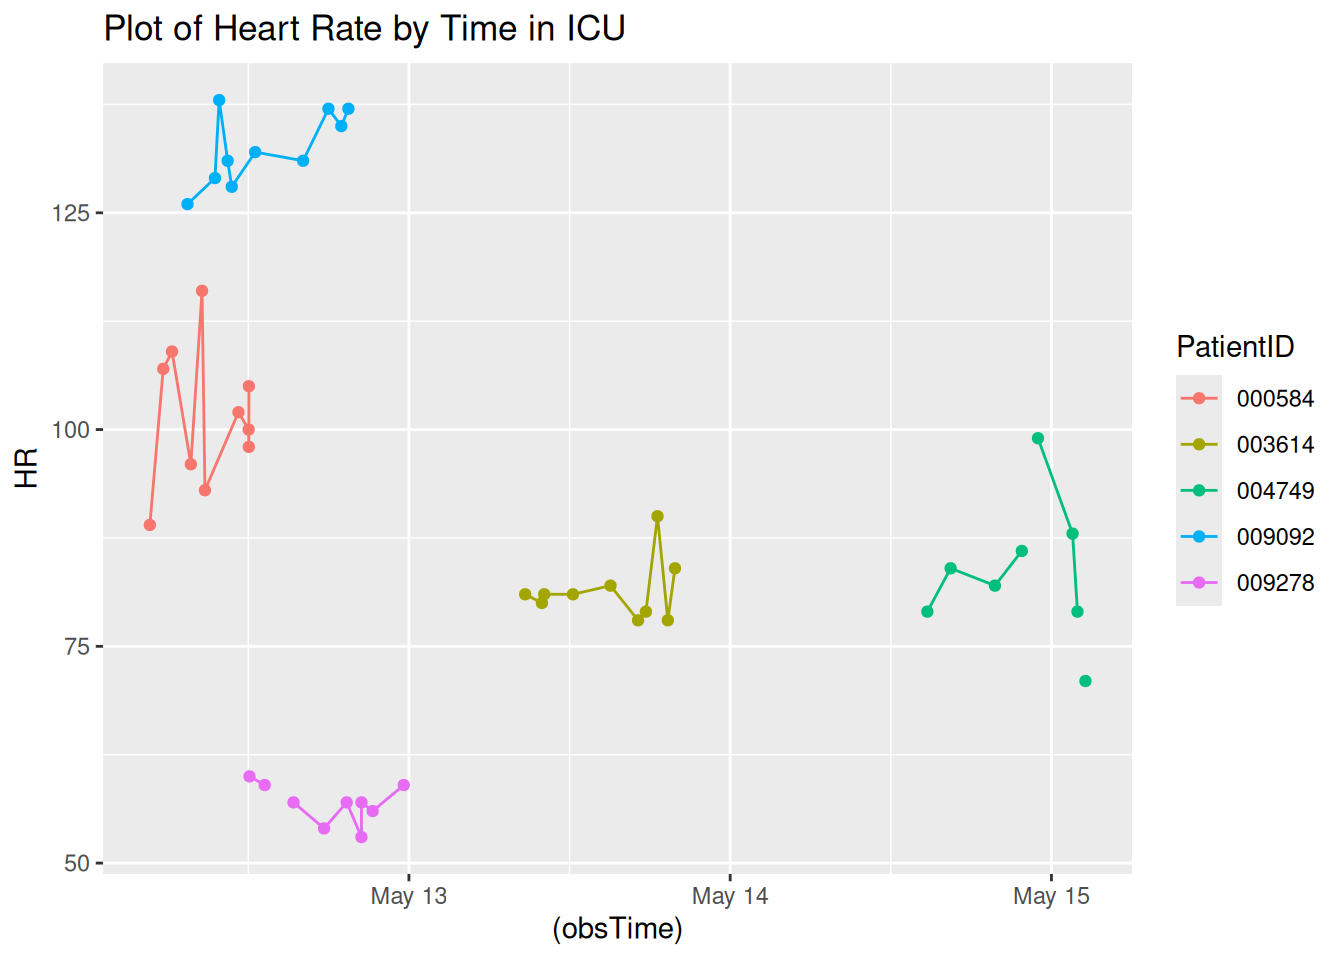 Plot of Heart Rate by Time in ICU
125
100
75
50
HR
May 13
May 14
May 15
(obsTime)
PatientID
000584
003614
004749
009092
009278